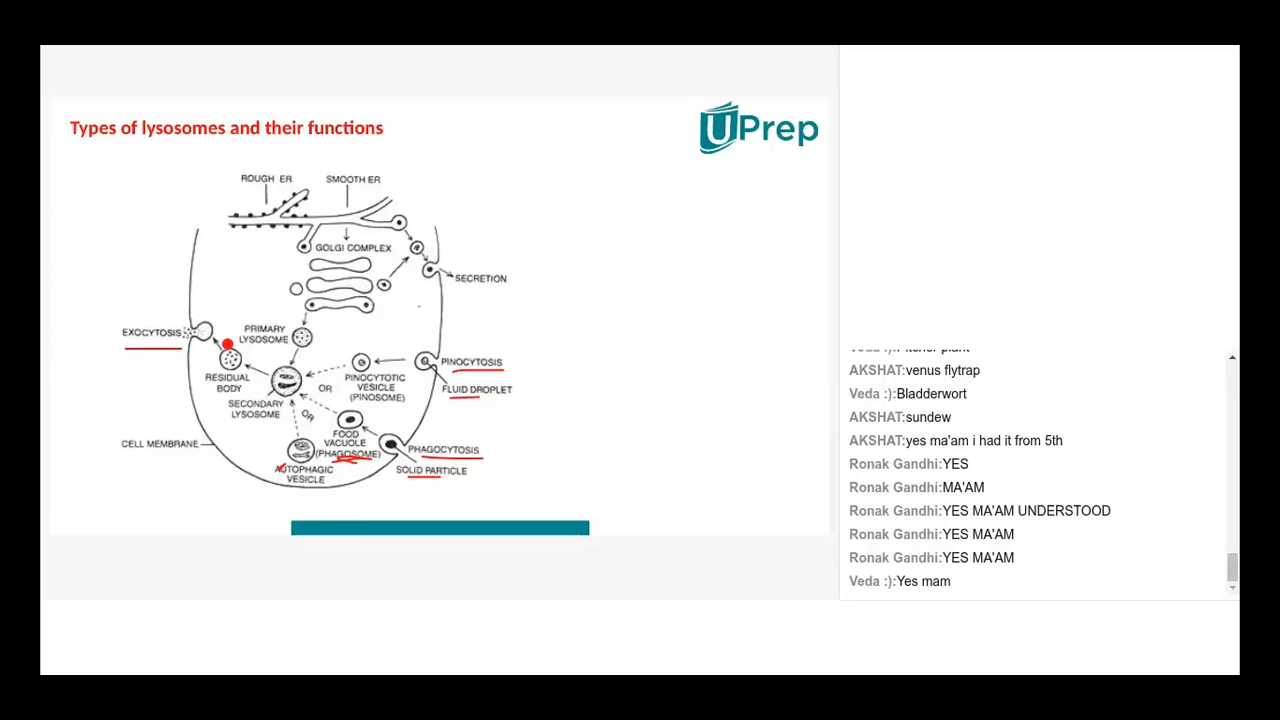 Types of lysosomes and their functions
UPrep
ROUGH ER
SMOOTH ER
GOLGI COMPLEX
SECRETION
EXOCYTOSIS
PRIMARY
LYSOSOME
PINOCYTOSIS
RESIDUAL
BODY
PINOCYTOTIC
VESICLE
(PINOSOME)
OR
FLUID DROPLET
SECONDARY
LYSOSOME
OR
FOOD
VACUOLE
(PHAGOSOME)
CELL MEMBRANE
PHAGOCYTOSIS
AUTOPHAGIC
VESICLE
SOLID PARTICLE
AKSHAT:venus flytrap
Veda :):Bladderwort
AKSHAT:sundew
AKSHAT:yes ma'am i had it from 5th
Ronak Gandhi:YES
Ronak Gandhi:MA'AM
Ronak Gandhi:YES MA'AM UNDERSTOOD
Ronak Gandhi:YES MA'AM
Ronak Gandhi:YES MA'AM
Veda :):Yes mam